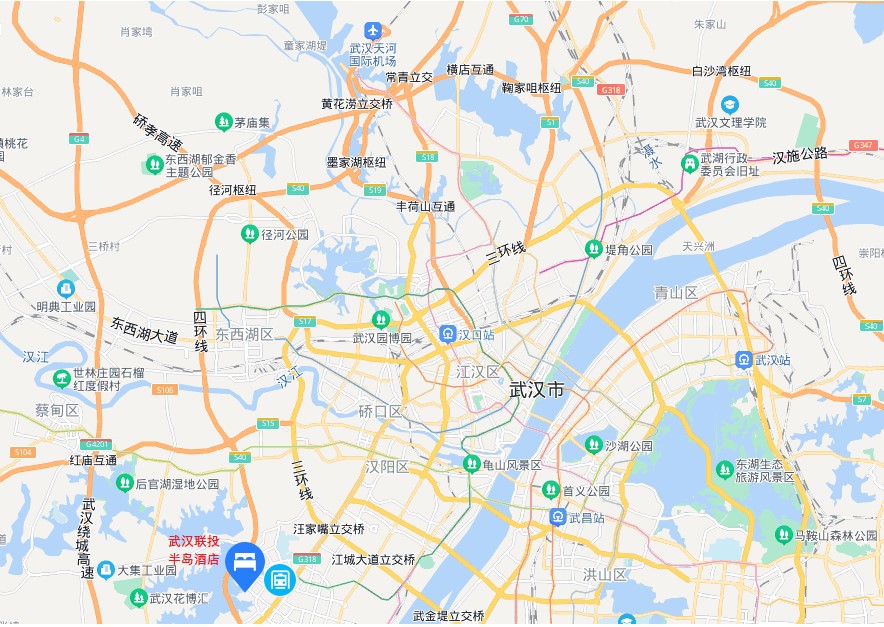 彭家咀
G70
肖家塆
朱家山
童家湖堤
武汉天河
国际机场
常青立交
横店互通
白沙湾枢纽
S40
S40
鞠家咀枢纽
G318
林家台
肖家咀
黄花涝立交桥
武汉文理学院
硚孝高速
茅庙集
S1
G4
镇桃花
园
滠水
G347
东西湖郁金香
主题公园
墨家湖枢纽
S18
武湖行政
委员会旧址
汉施公路
径河枢纽
S40
S19
丰荷山互通
S40
三桥村
径河公园
三环线
堤角公园
天兴洲
崇阳
四环线
明典工业园
青山区
东西湖大道
四环线
S17
东西湖区
武汉园博园
汉口站
S40
汉江
武汉站
世林庄园石榴
红度假村
汉江
江汉区
武汉市
S106
S7
蔡甸区
硚口区
S15
S104
G4201
红庙互通
S40
汉阳区
龟山风景区
沙湖公园
东湖生态
旅游风景区
后官湖湿地公园
三环线
首义公园
武汉绕城高速
武昌站
汪家嘴立交桥
马鞍山森林公园
武汉联投
半岛酒店
G318
江城大道立交桥
大集工业园
洪山区
武汉花博汇
武金堤立交桥